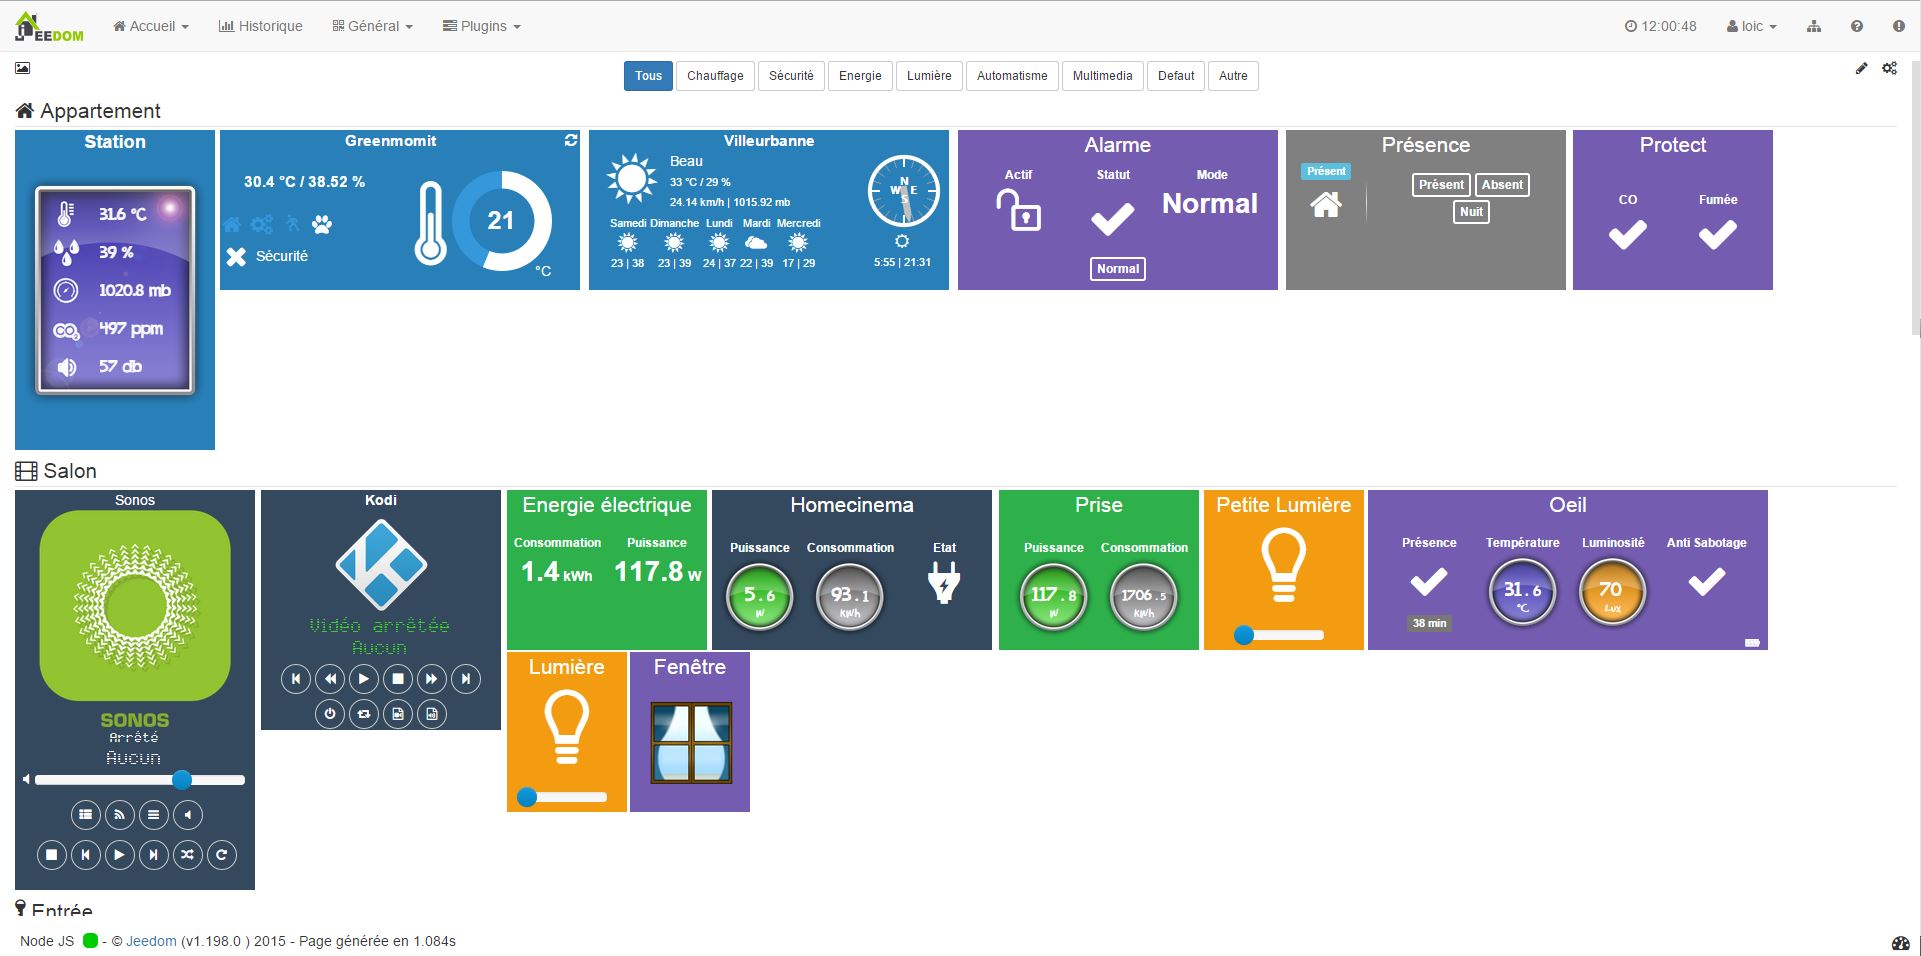 JEEDOM Accueil Historique Général Plugins 12:00:48 loic
Tous Chauffage Sécurité Energie Lumière Automatisme Multimedia Defaut Autre
Appartement
Station
31.6 °C
39 %
1020.8 mb
CO2 497 ppm
57 db
Greenmomit
30.4 °C / 38.52 %
21
°C
Sécurité
Villeurbanne
Beau
33 °C / 29 %
24.14 km/h | 1015.92 mb
N
W E
S
Samedi Dimanche Lundi Mardi Mercredi
23 | 38 23 | 39 24 | 37 22 | 39 17 | 29
5:55 | 21:31
Alarme
Actif Statut Mode
Normal
Normal
Présence
Présent
Présent Absent
Nuit
Protect
CO Fumée
Salon
Sonos
SONOS
Arrêté
Aucun
Kodi
Vidéo arrêtée
Aucun
Energie électrique
Consommation Puissance
1.4 kWh 117.8 W
Homecinema
Puissance Consommation Etat
5.6 93.1
W kWh
Prise
Puissance Consommation
117.8 1706.5
W kWh
Petite Lumière
Oeil
Présence Température Luminosité Anti Sabotage
31.6 70
°C Lux
38 min
Lumière
Fenêtre
Entrée
Node JS - © Jeedom (v1.198.0 ) 2015 - Page générée en 1.084s